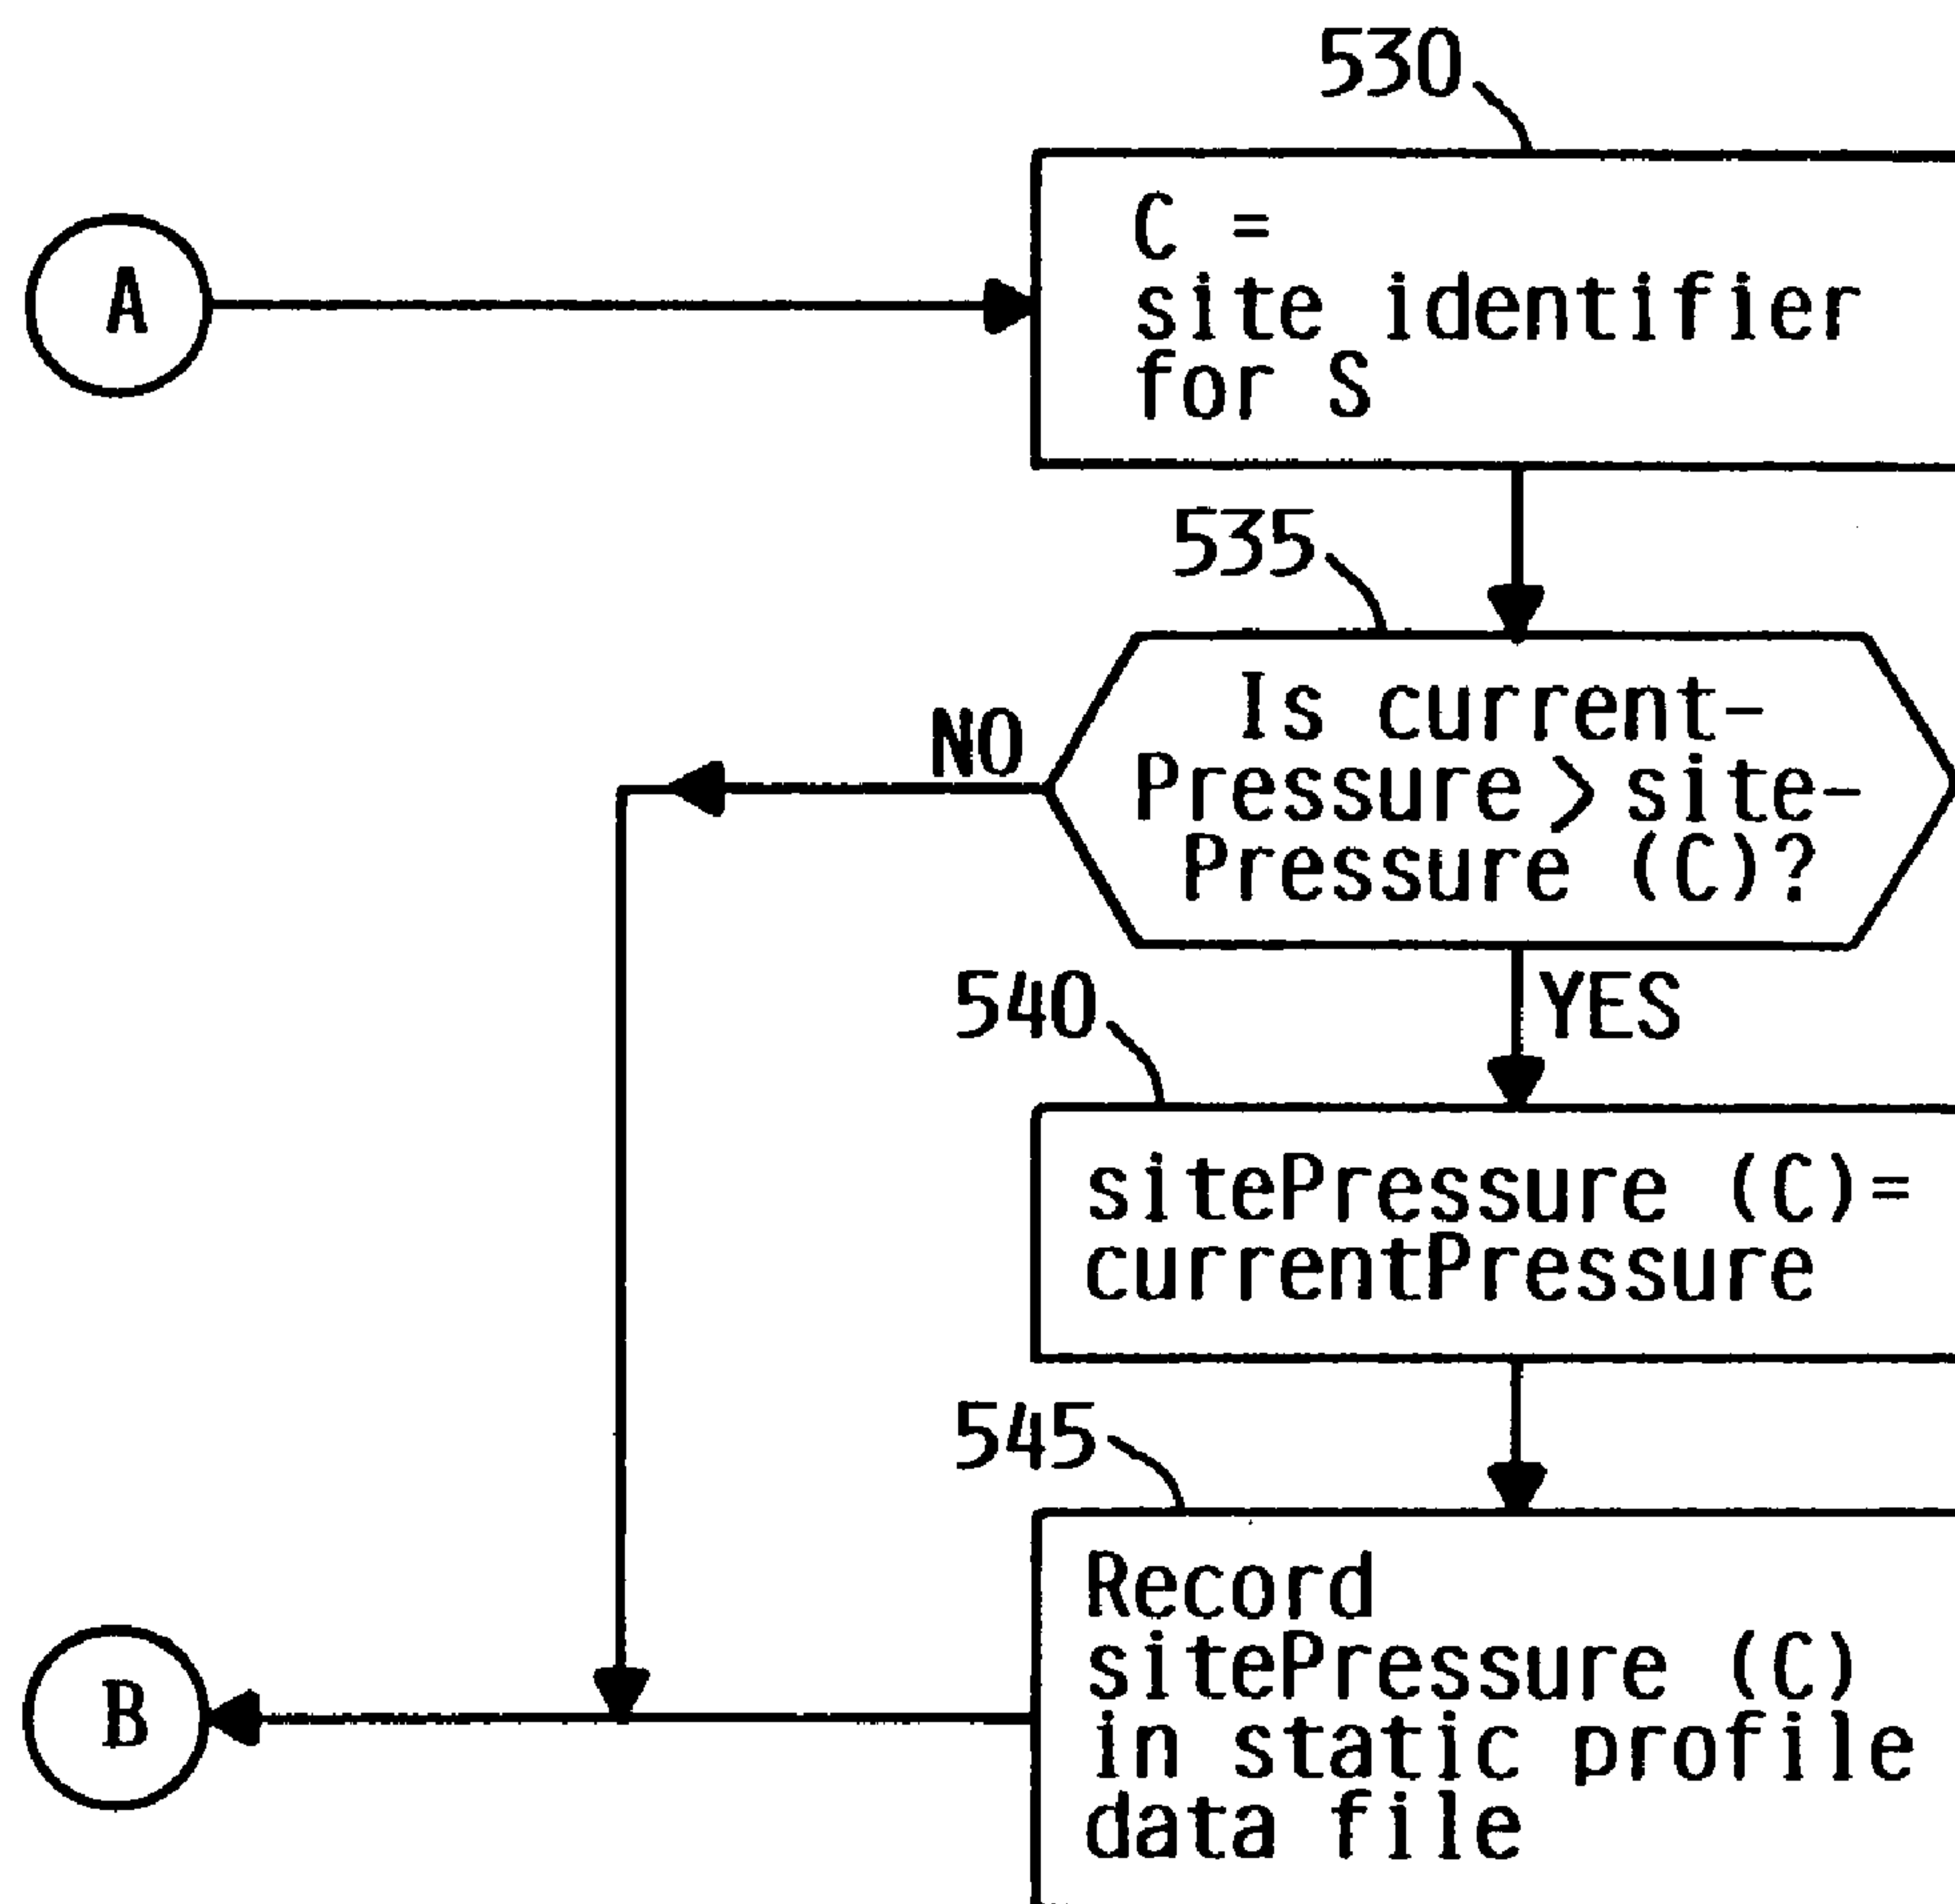 530
A
C =
site identifier
for S
535
Is current-
Pressure > site-
Pressure (C)?
NO
YES
540
sitePressure (C)=
currentPressure
545
Record
sitePressure (C)
in static profile
data file
B